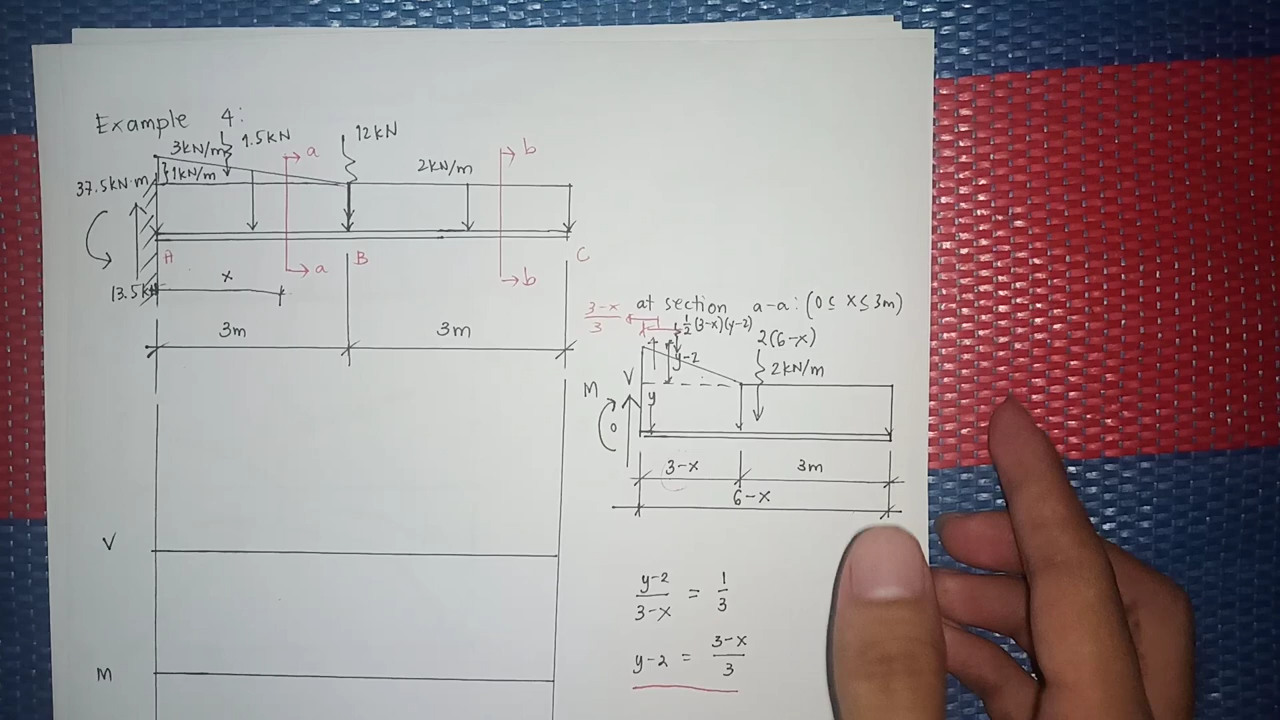 Example 4:
3kN/m 1.5kN 12kN
1kN/m 2kN/m
37.5kN·m
a b
A B C
a b
x
13.5kN
3m 3m
at section a-a: (0 ≤ x ≤ 3m)
3-x
3
1/2(3-x)(y-2)
2(6-x)
y-2
2kN/m
M V
y
0
3-x 3m
6-x
V
y-2/3-x = 1/3
y-2 = 3-x/3
M